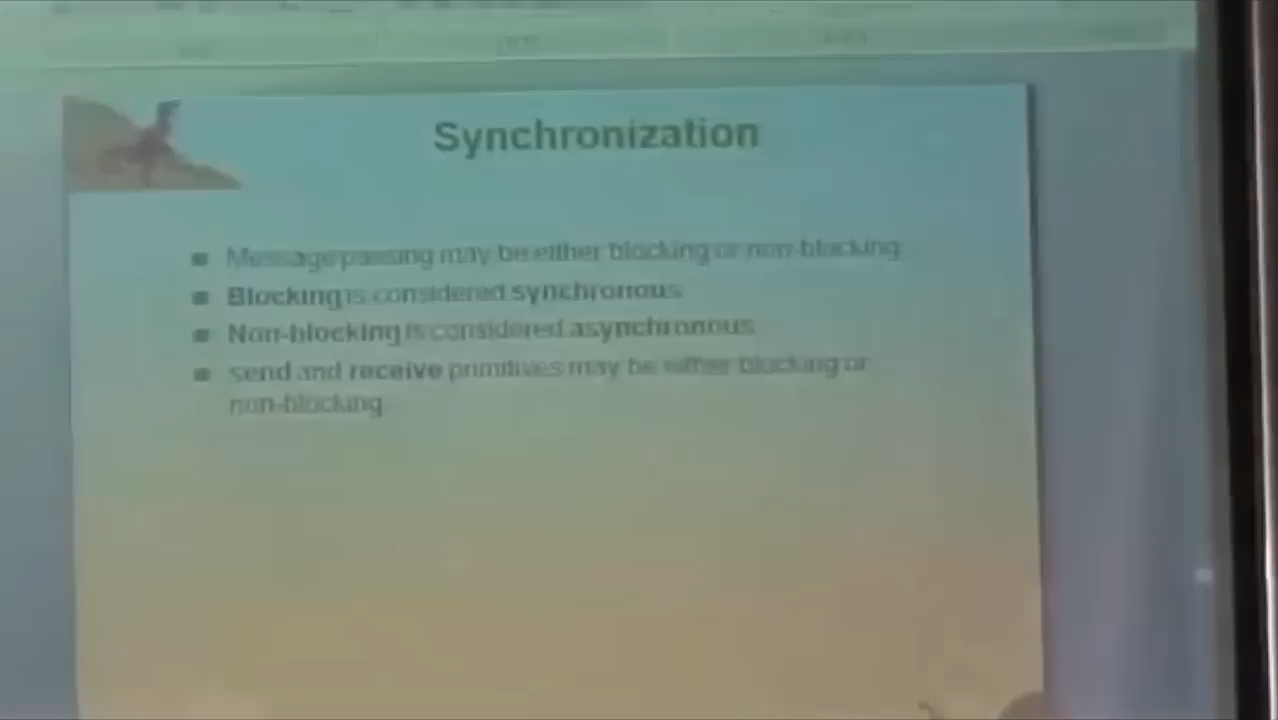 Synchronization
Message passing may be either blocking or non-blocking
Blocking is considered synchronous
Non-blocking is considered asynchronous
send and receive primitives may be either blocking or
non-blocking